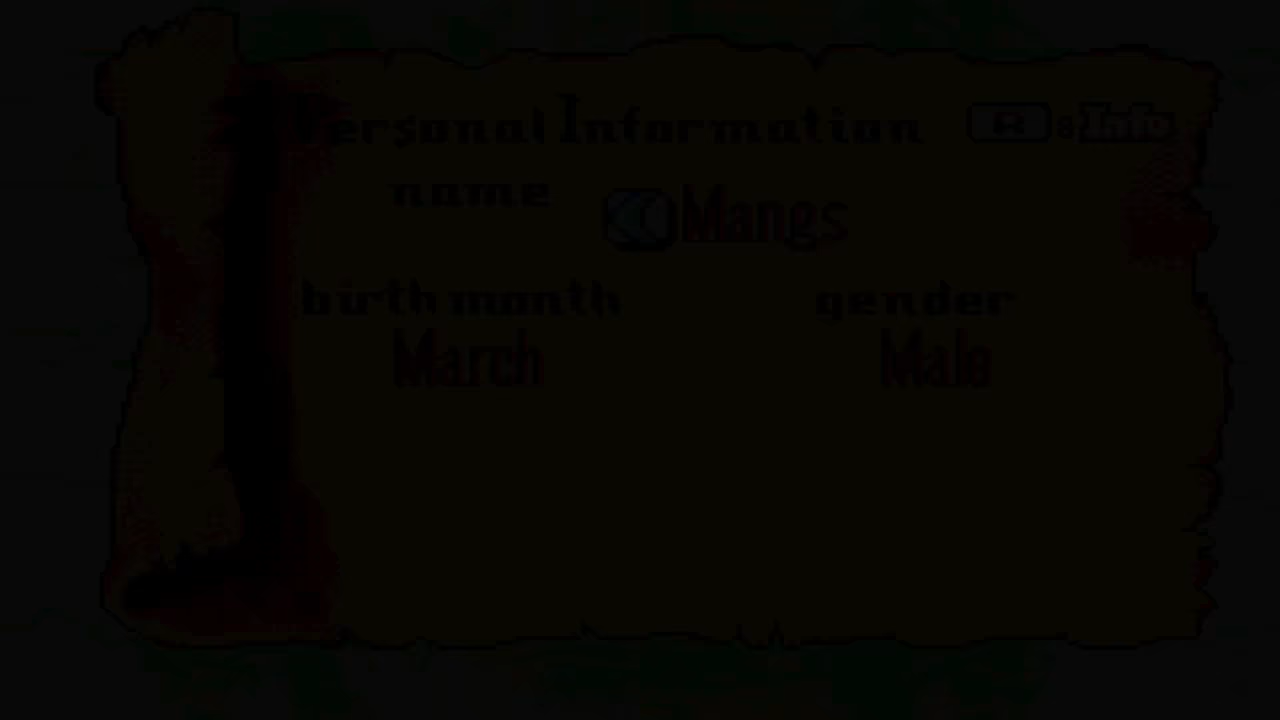 Personal Information R:Info
name Mangs
birth month gender
March Male